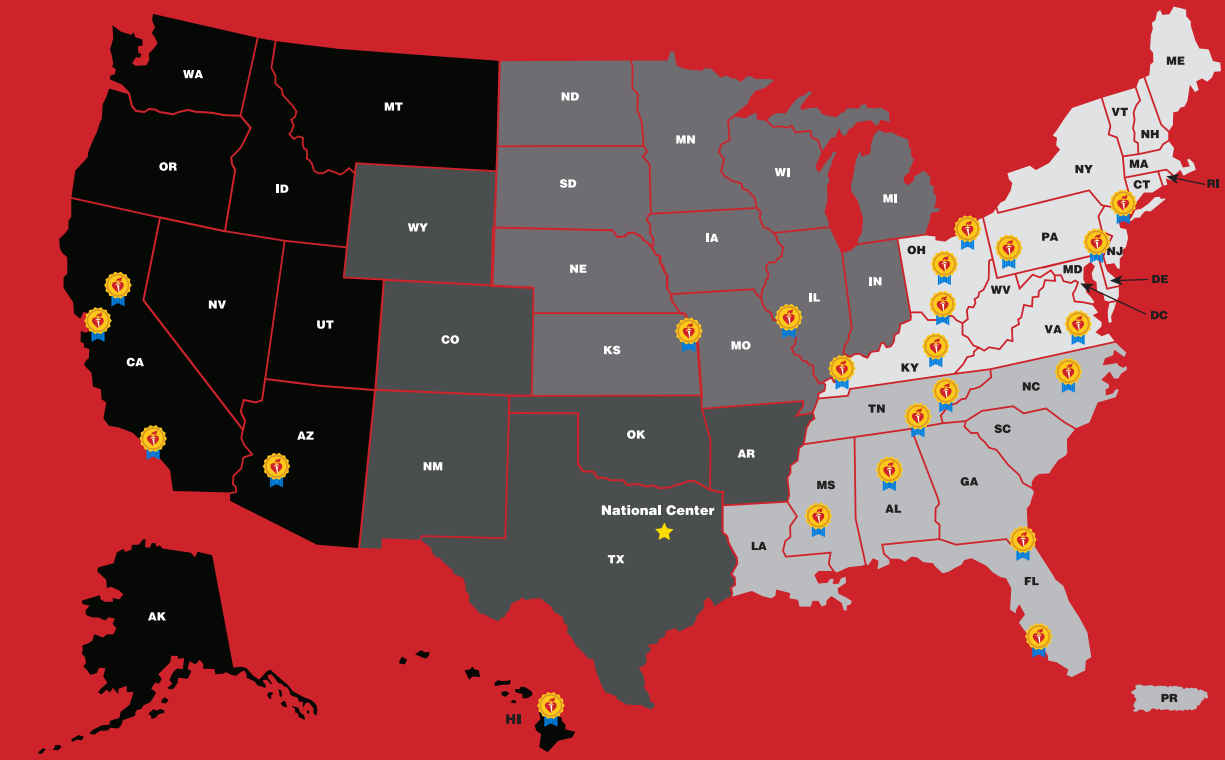 ME
WA
VT
ND
MT
NH
MN
MA
OR
NY
WI
CT
RI
SD
ID
MI
WY
IA
PA
OH
NJ
NE
MD
DE
IN
WV
NV
IL
DC
UT
VA
CO
MO
KS
CA
KY
NC
TN
SC
AZ
OK
AR
NM
GA
MS
National Center
AL
LA
TX
FL
AK
PR
HI